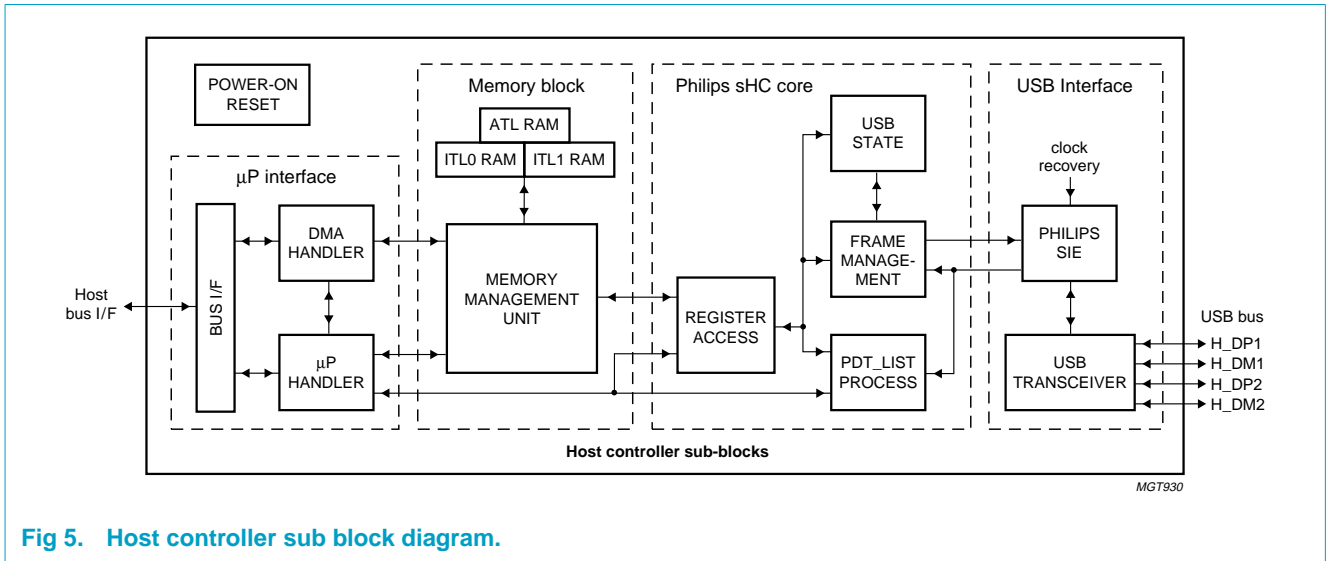 POWER-ON
RESET
Memory block
Philips sHC core
USB Interface
ATL RAM
ITL0 RAM
ITL1 RAM
USB
STATE
clock
recovery
μP interface
BUS I/F
DMA
HANDLER
MEMORY
MANAGEMENT
UNIT
FRAME
MANAGE-
MENT
PHILIPS
SIE
Host
bus I/F
REGISTER
ACCESS
μP
HANDLER
PDT_LIST
PROCESS
USB
TRANSCEIVER
USB bus
H_DP1
H_DM1
H_DP2
H_DM2
Host controller sub-blocks
MGT930
Fig 5. Host controller sub block diagram.